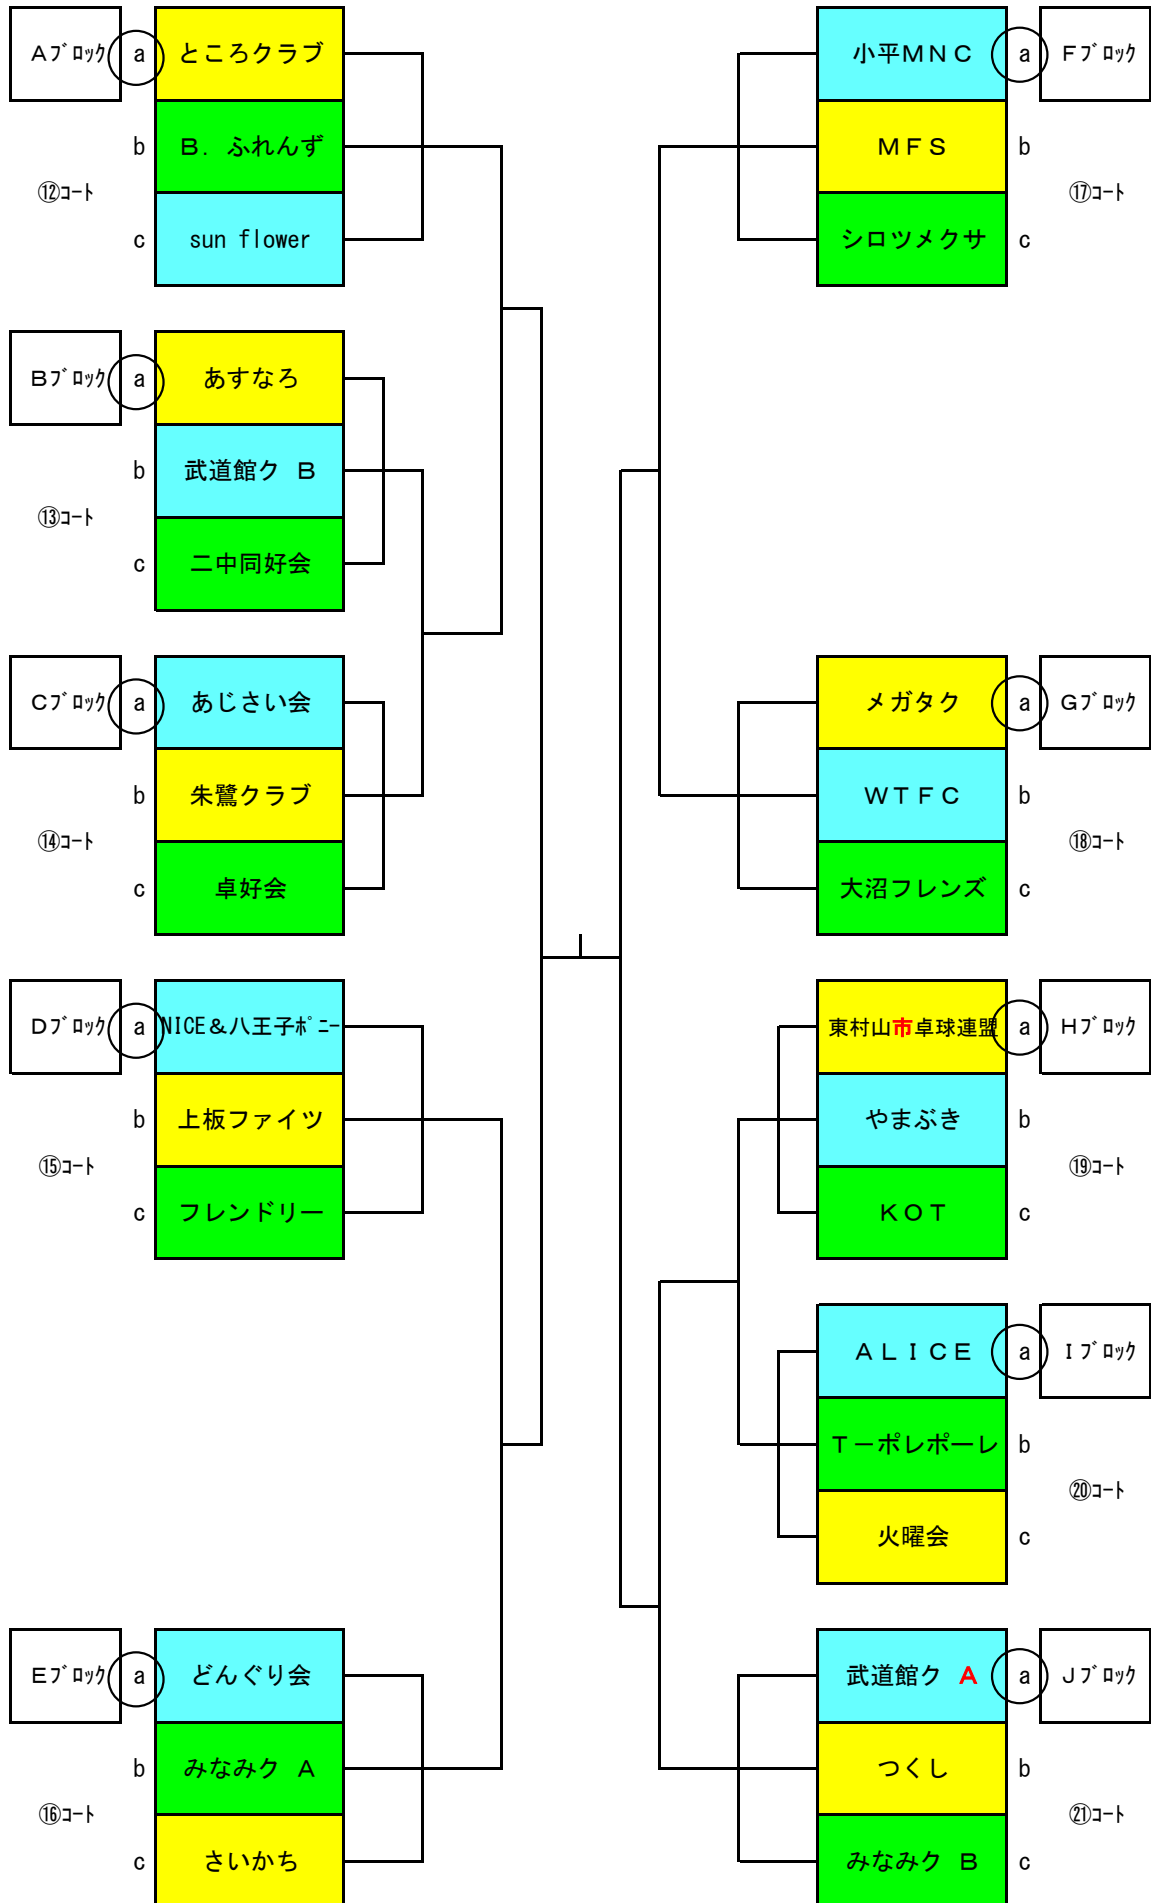 Aﾌﾞﾛｯｸ a ところクラブ
b B．ふれんず
⑫ｺｰﾄ
c sun flower
Bﾌﾞﾛｯｸ a あすなろ
b 武道館ク B
⑬ｺｰﾄ
c 二中同好会
Cﾌﾞﾛｯｸ a あじさい会
b 朱鷺クラブ
⑭ｺｰﾄ
c 卓好会
Dﾌﾞﾛｯｸ a NICE＆八王子ﾎﾟﾆｰ
b 上板ファイツ
⑮ｺｰﾄ
c フレンドリー
Eﾌﾞﾛｯｸ a どんぐり会
b みなみク A
⑯ｺｰﾄ
c さいかち
小平MNC a Fﾌﾞﾛｯｸ
MFS b
⑰ｺｰﾄ
シロツメクサ c
メガタク a Gﾌﾞﾛｯｸ
WTFC b
⑱ｺｰﾄ
大沼フレンズ c
東村山市卓球連盟 a Hﾌﾞﾛｯｸ
やまぶき b
⑲ｺｰﾄ
KOT c
ALICE a Iﾌﾞﾛｯｸ
T－ポレポーレ b
⑳ｺｰﾄ
火曜会 c
武道館ク A a Jﾌﾞﾛｯｸ
つくし b
㉑ｺｰﾄ
みなみク B c